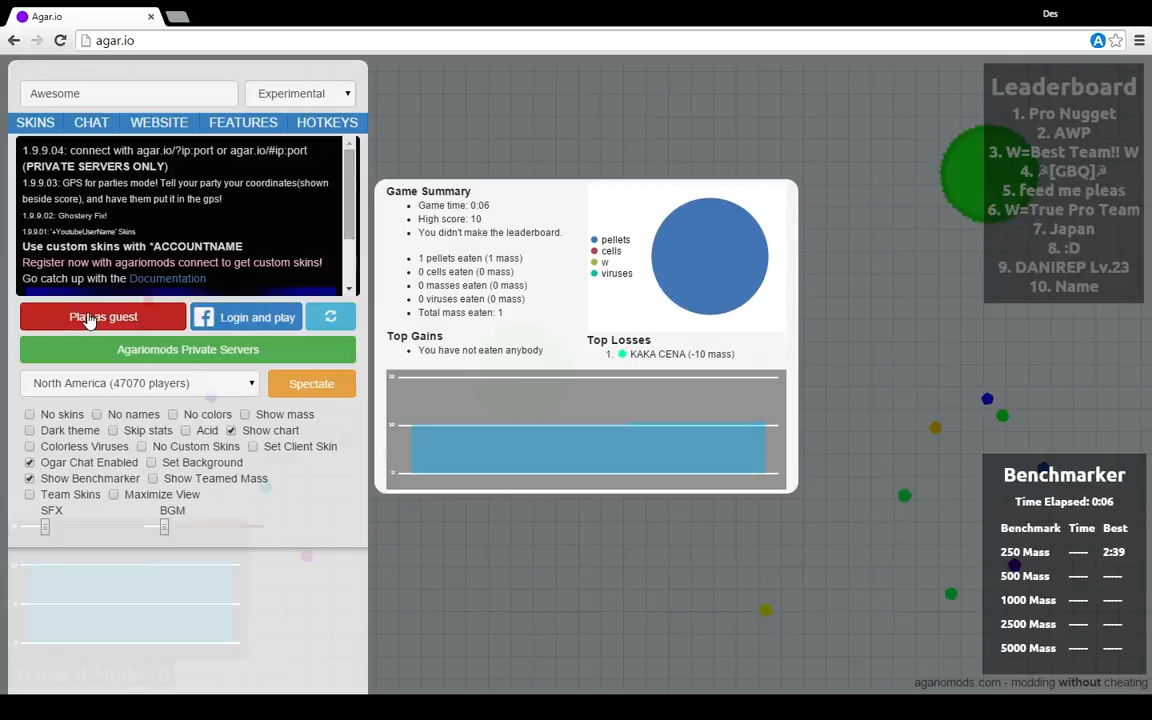 Agar.io
Des
agar.io
Awesome
Experimental
SKINS CHAT WEBSITE FEATURES HOTKEYS
1.9.9.04: connect with agar.io/?ip:port or agar.io/#ip:port
(PRIVATE SERVERS ONLY)
1.9.9.03: GPS for parties mode! Tell your party your coordinates(shown
beside score), and have them put it in the gps!
1.9.9.02: Ghostery Fix!
1.9.9.01: '+YoutubeUserName' Skins
Use custom skins with *ACCOUNTNAME
Register now with agariomods connect to get custom skins!
Go catch up with the Documentation
Play as guest
Login and play
Agariomods Private Servers
North America (47070 players)
Spectate
No skins No names No colors Show mass
Dark theme Skip stats Acid Show chart
Colorless Viruses No Custom Skins Set Client Skin
Ogar Chat Enabled Set Background
Show Benchmarker Show Teamed Mass
Team Skins Maximize View
SFX BGM
Game Summary
Game time: 0:06
High score: 10
You didn't make the leaderboard.
1 pellets eaten (1 mass)
0 cells eaten (0 mass)
0 masses eaten (0 mass)
0 viruses eaten (0 mass)
Total mass eaten: 1
pellets
cells
w
viruses
Top Gains
You have not eaten anybody
Top Losses
1. KAKA CENA (-10 mass)
Leaderboard
1. Pro Nugget
2. AWP
3. W=Best Team!! W
4. ☭[GBQ]☭
5. feed me pleas
6. W=True Pro Team
7. Japan
8. :D
9. DANIREP Lv.23
10. Name
Benchmarker
Time Elapsed: 0:06
Benchmark Time Best
250 Mass ----- 2:39
500 Mass ----- -----
1000 Mass ----- -----
2500 Mass ----- -----
5000 Mass ----- -----
agariomods.com - modding without cheating